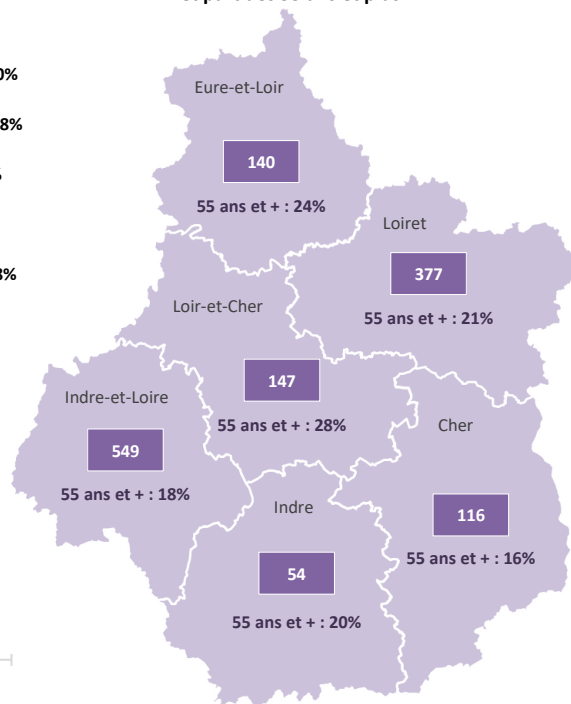 Eure-et-Loir
140
55 ans et + : 24%
Loiret
377
55 ans et + : 21%
Loir-et-Cher
147
55 ans et + : 28%
Indre-et-Loire
549
55 ans et + : 18%
Cher
116
55 ans et + : 16%
Indre
54
55 ans et + : 20%